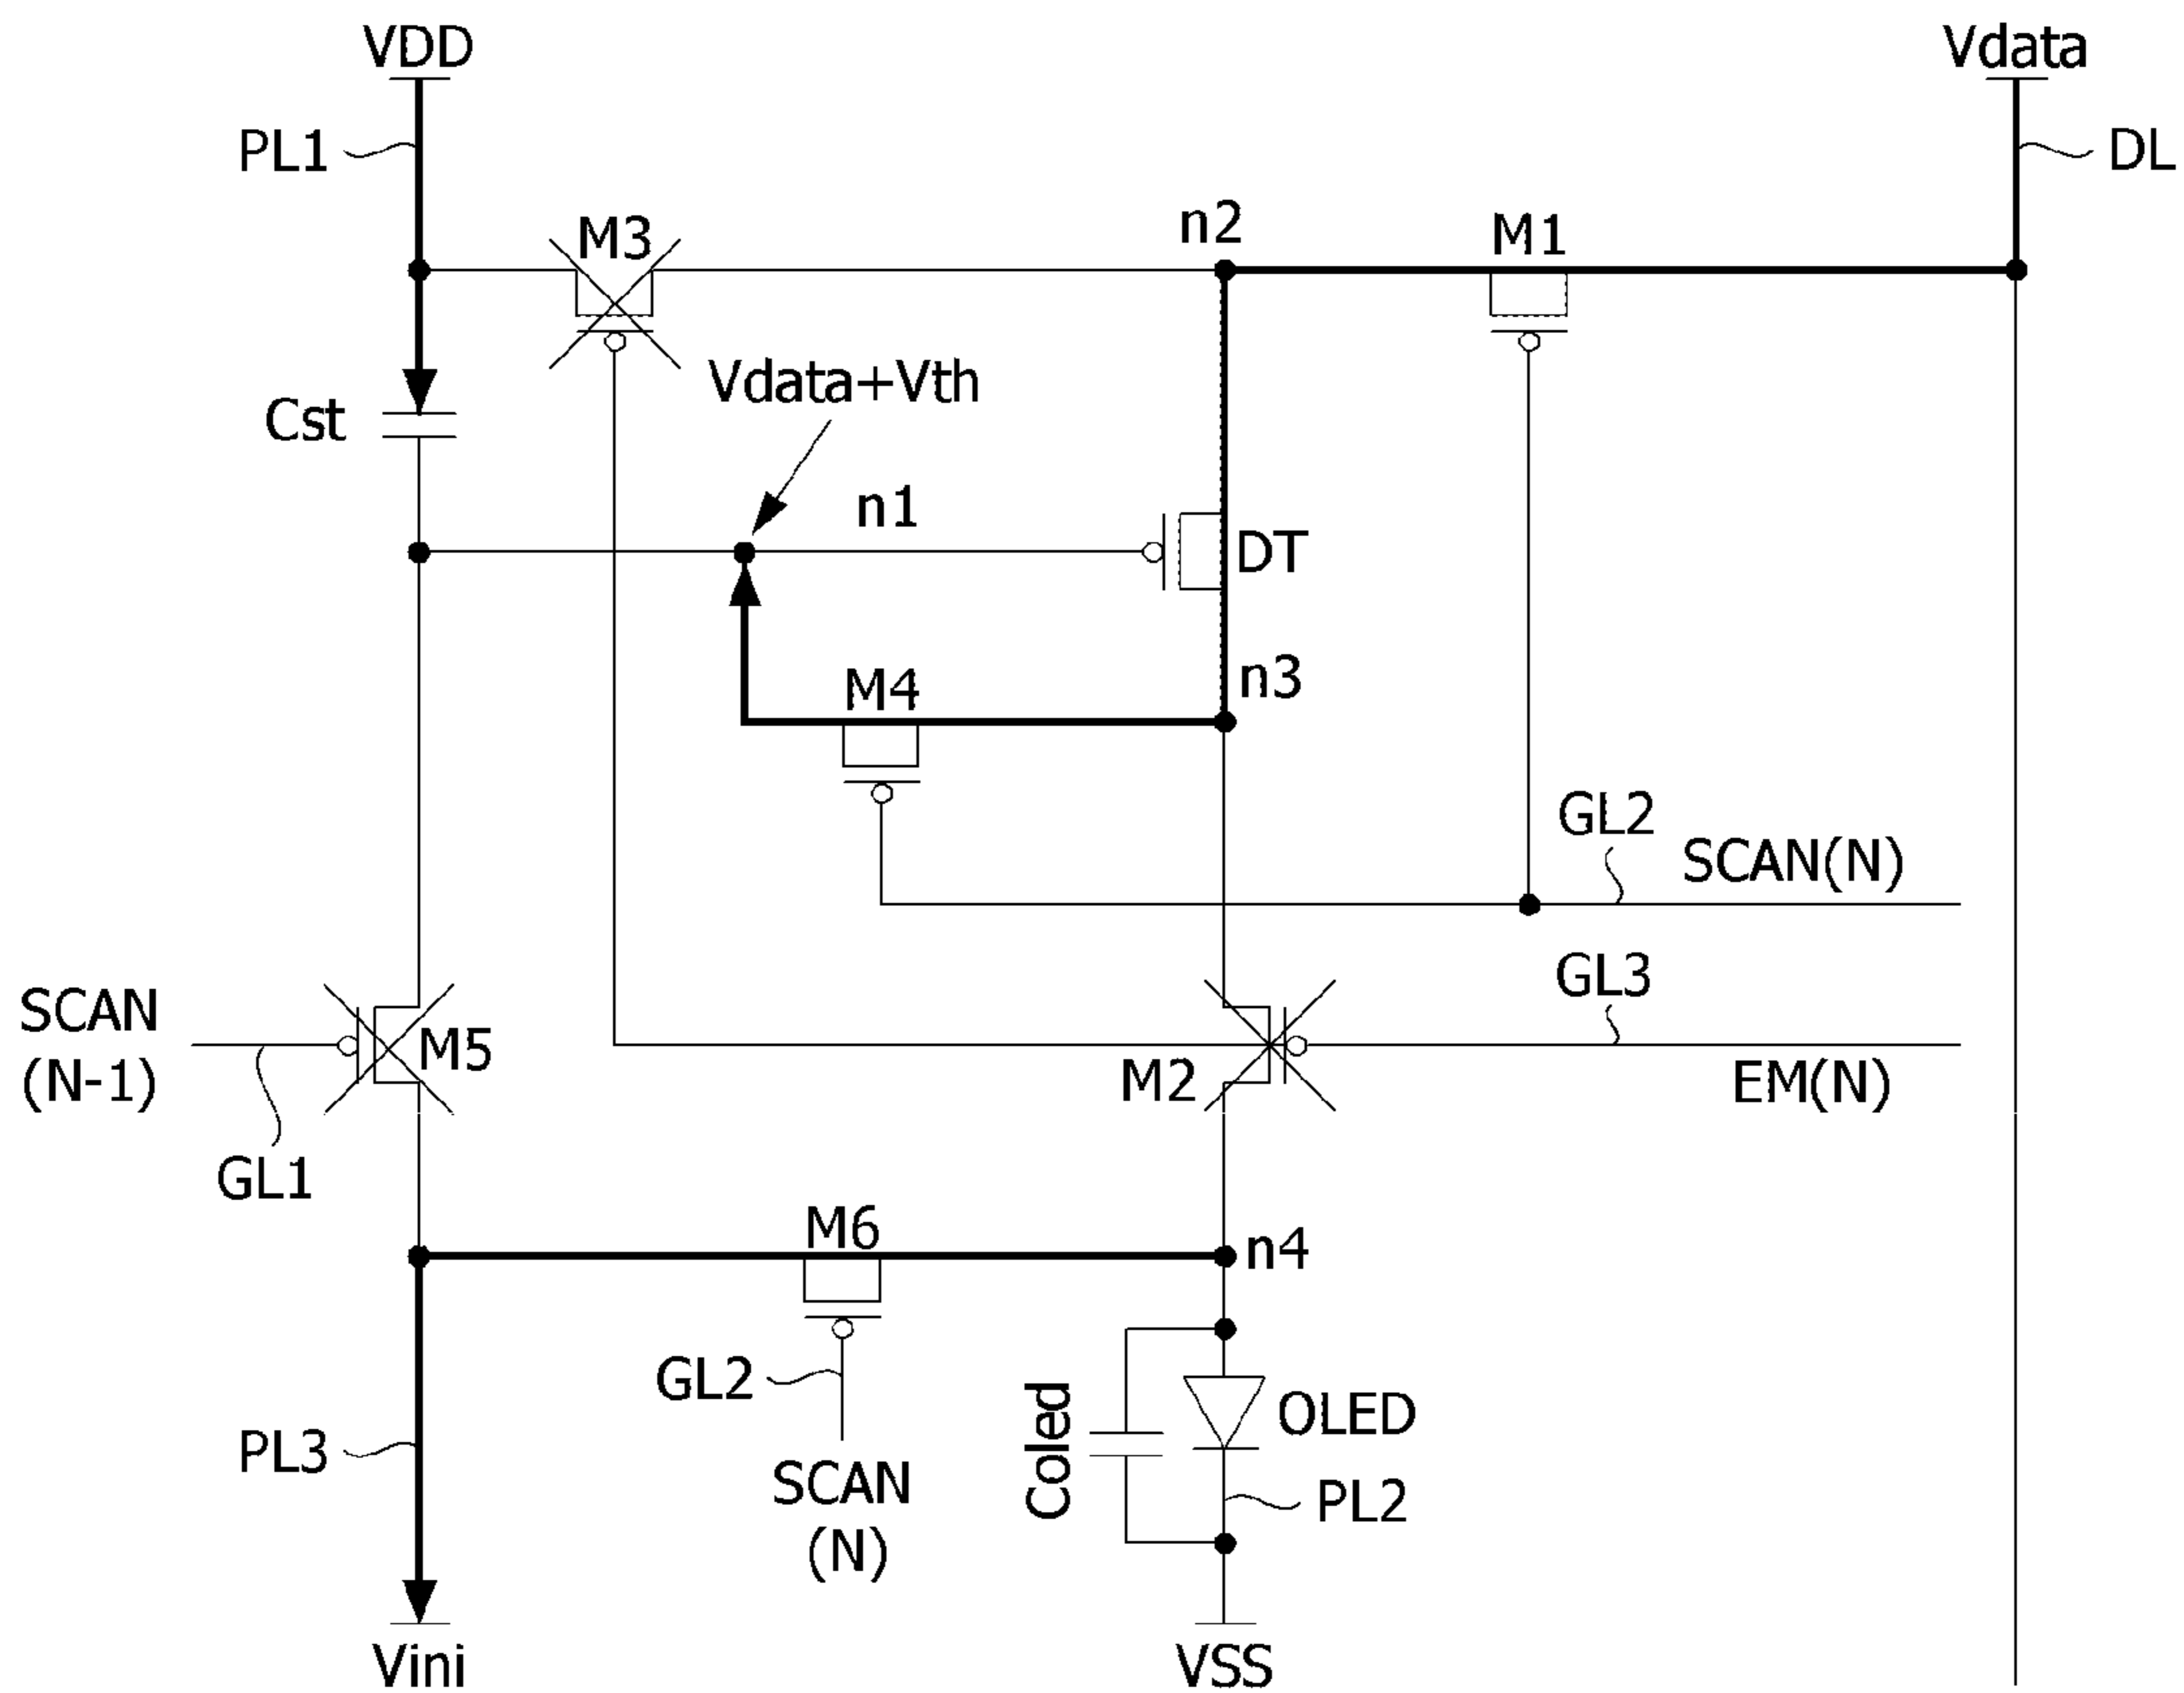 VDD
Vdata
PL1
DL
M3
n2
M1
Vdata+Vth
Cst
n1
DT
n3
M4
GL2
SCAN(N)
GL3
SCAN
(N-1)
M5
M2
EM(N)
GL1
M6
n4
GL2
Coled
OLED
PL3
SCAN
(N)
PL2
Vini
VSS